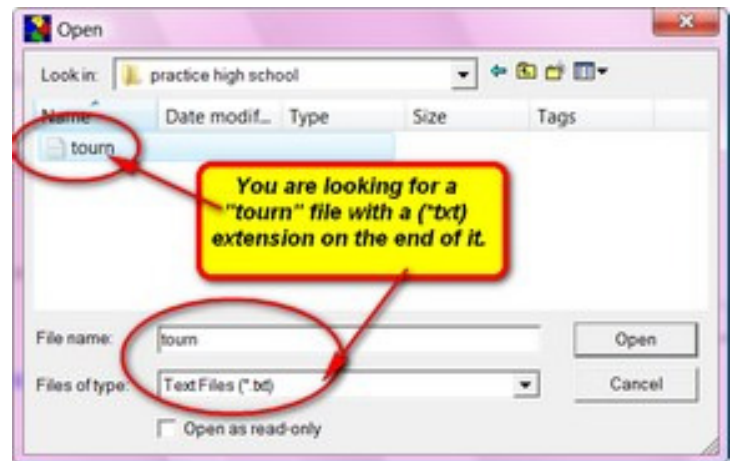 Open
Look in: practice high school
Name Date modif... Type Size Tags
tourn
You are looking for a
"tourn" file with a (*txt)
extension on the end of it.
File name: tourn Open
Files of type: Text Files (*.txt) Cancel
Open as read-only